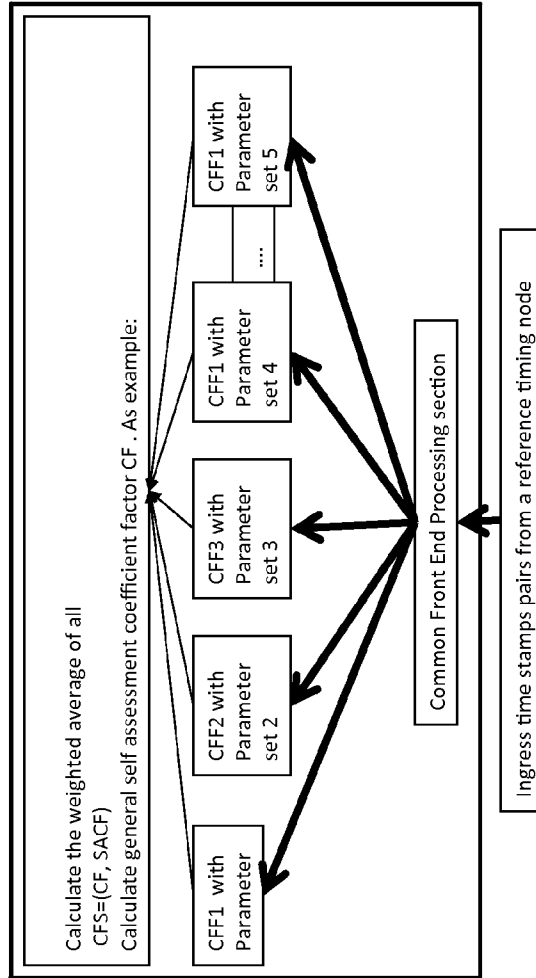 Calculate the weighted average of all
CFS=(CF, SACF)
Calculate general self assessment coefficient factor CF . As example:
CFF1 with
Parameter
CFF2 with
Parameter
set 2
CFF3 with
Parameter
set 3
CFF1 with
Parameter
set 4
....
CFF1 with
Parameter
set 5
Common Front End Processing section
Ingress time stamps pairs from a reference timing node